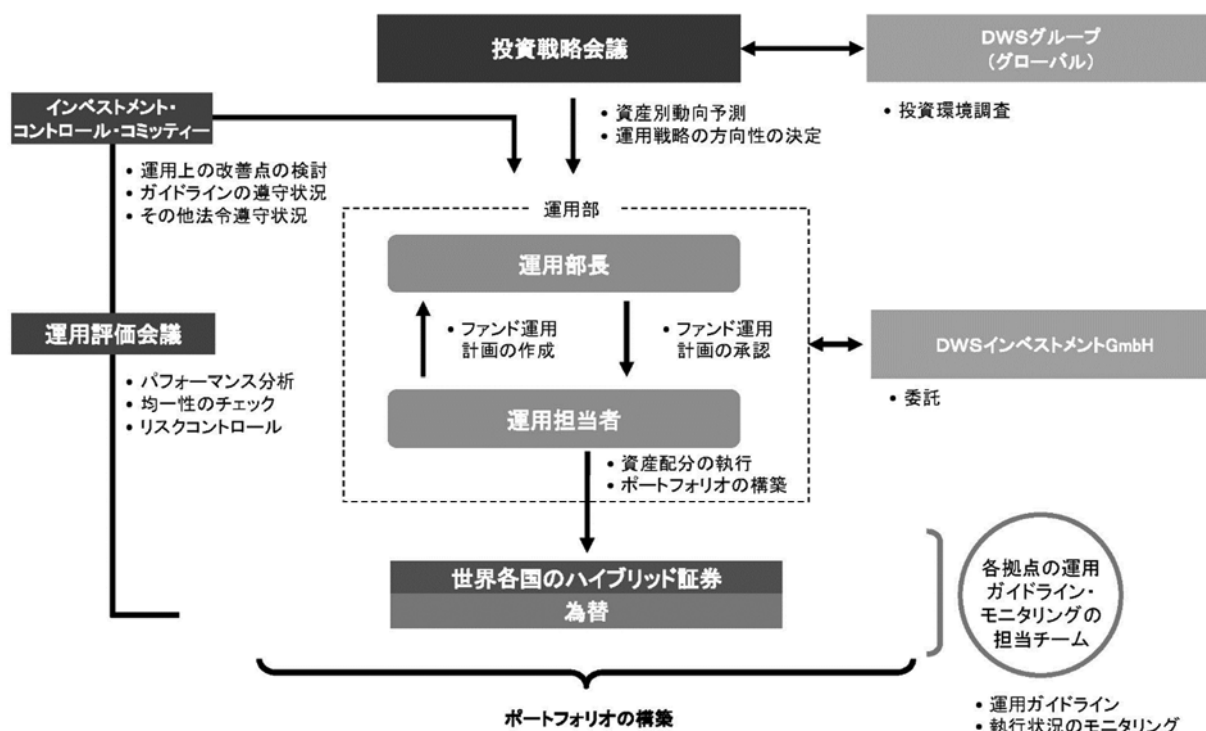 投資戦略会議
DWSグループ
(グローバル)
インベストメント・
コントロール・コミッティー
• 資産別動向予測
• 運用戦略の方向性の決定
• 投資環境調査
• 運用上の改善点の検討
• ガイドラインの遵守状況
• その他法令遵守状況
運用部
運用部長
運用評価会議
• ファンド運用
計画の作成
• ファンド運用
計画の承認
DWSインベストメントGmbH
• パフォーマンス分析
• 均一性のチェック
• リスクコントロール
• 委託
運用担当者
• 資産配分の執行
• ポートフォリオの構築
世界各国のハイブリッド証券
為替
各拠点の運用
ガイドライン・
モニタリングの
担当チーム
ポートフォリオの構築
• 運用ガイドライン
• 執行状況のモニタリング